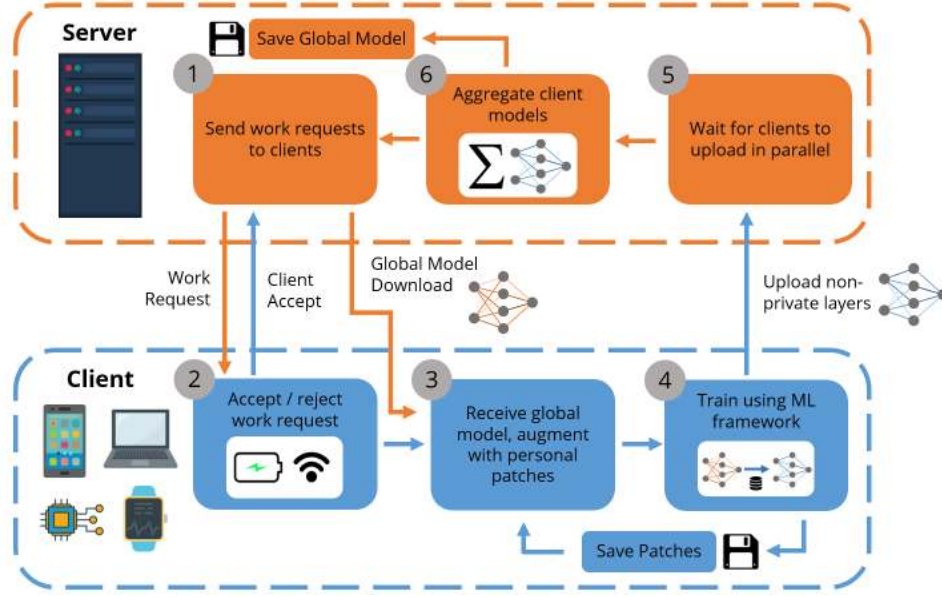 Server
Save Global Model
1
Send work requests
to clients
6
Aggregate client
models
Σ
5
Wait for clients to
upload in parallel
Work
Request
Client
Accept
Global Model
Download
Upload non-
private layers
Client
2
Accept / reject
work request
3
Receive global
model, augment
with personal
patches
4
Train using ML
framework
Save Patches